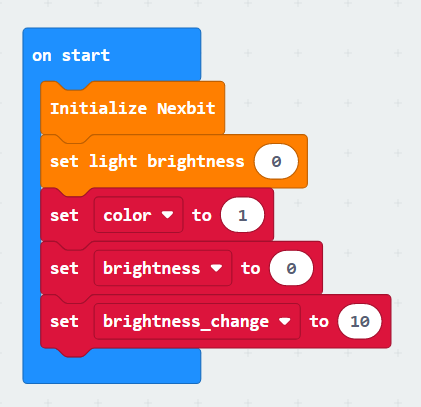 on start
Initialize Nexbit
set light brightness 0
set color to 1
set brightness to 0
set brightness_change to 10